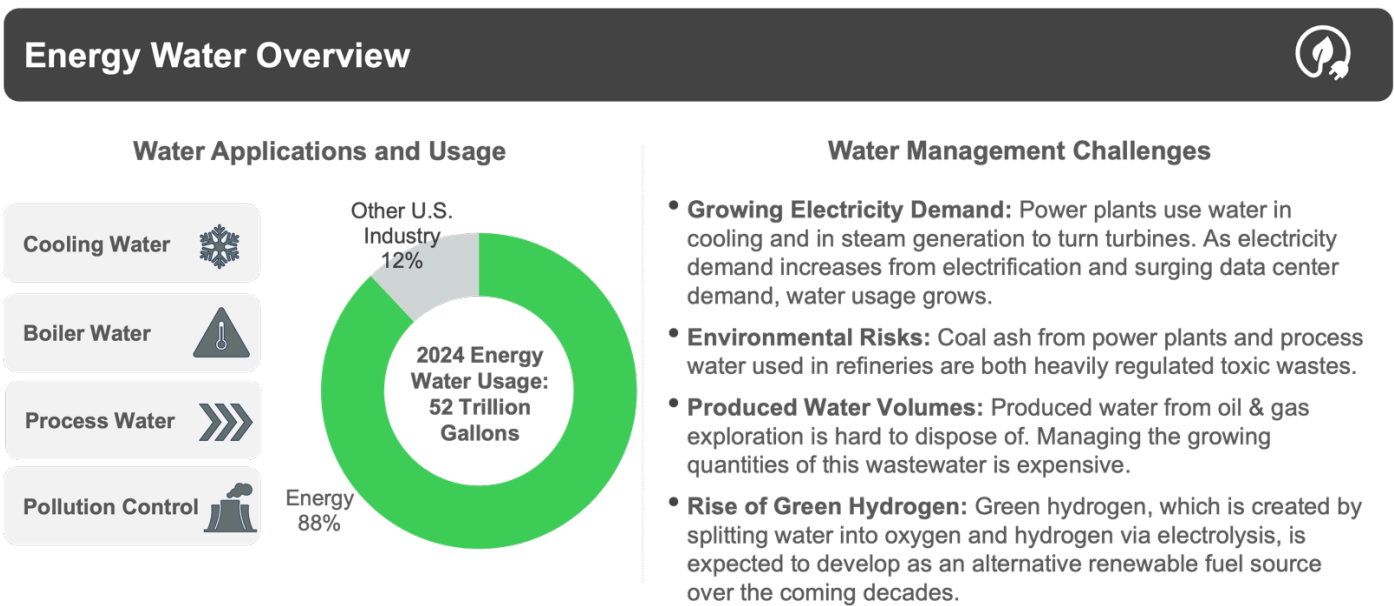 Energy Water Overview
Water Applications and Usage
Cooling Water
Boiler Water
Process Water
Pollution Control
Other U.S.
Industry
12%
2024 Energy
Water Usage:
52 Trillion
Gallons
Energy
88%
Water Management Challenges
• Growing Electricity Demand: Power plants use water in
cooling and in steam generation to turn turbines. As electricity
demand increases from electrification and surging data center
demand, water usage grows.
• Environmental Risks: Coal ash from power plants and process
water used in refineries are both heavily regulated toxic wastes.
• Produced Water Volumes: Produced water from oil & gas
exploration is hard to dispose of. Managing the growing
quantities of this wastewater is expensive.
• Rise of Green Hydrogen: Green hydrogen, which is created by
splitting water into oxygen and hydrogen via electrolysis, is
expected to develop as an alternative renewable fuel source
over the coming decades.